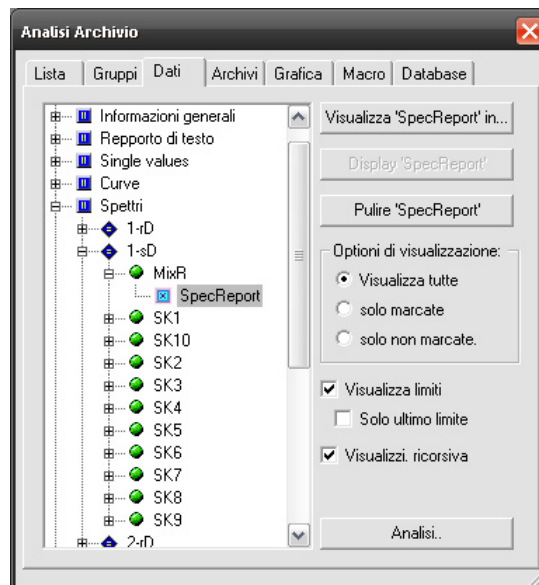 Analisi Archivio
Lista Gruppi Dati Archivi Grafica Macro Database
Informazioni generali
Repporto di testo
Single values
Curve
Spettri
1-rD
1-sD
MixR
SpecReport
SK1
SK10
SK2
SK3
SK4
SK5
SK6
SK7
SK8
SK9
2-rD
Visualizza 'SpecReport' in...
Display 'SpecReport'
Pulire 'SpecReport'
Optioni di visualizzazione:
Visualizza tutte
solo marcate
solo non marcate.
Visualizza limiti
Solo ultimo limite
Visualizzi. ricorsiva
Analisi..